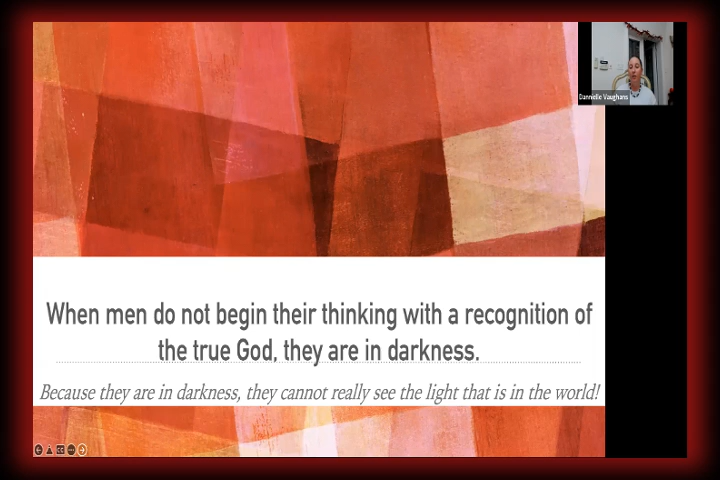 Dannielle Vaughans
When men do not begin their thinking with a recognition of
the true God, they are in darkness.
Because they are in darkness, they cannot really see the light that is in the world!